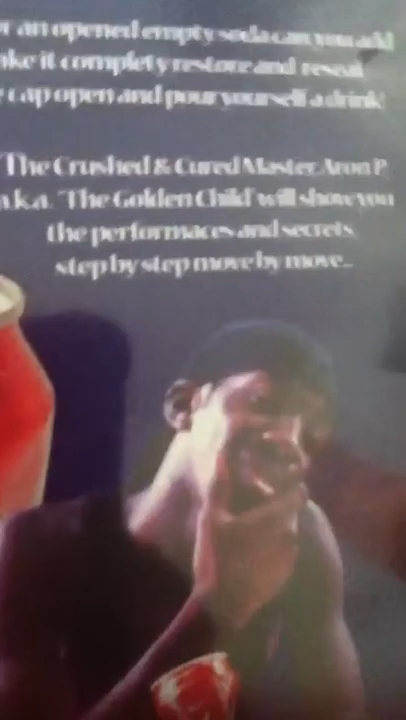 an opened empty soda can you add
it complety restore and reseal
cap open and pour yourself a drink!
The Crushed & Cured Master Aron P.
a.k.a. 'The Golden Child' will show you
the performaces and secrets
step by step move by move...